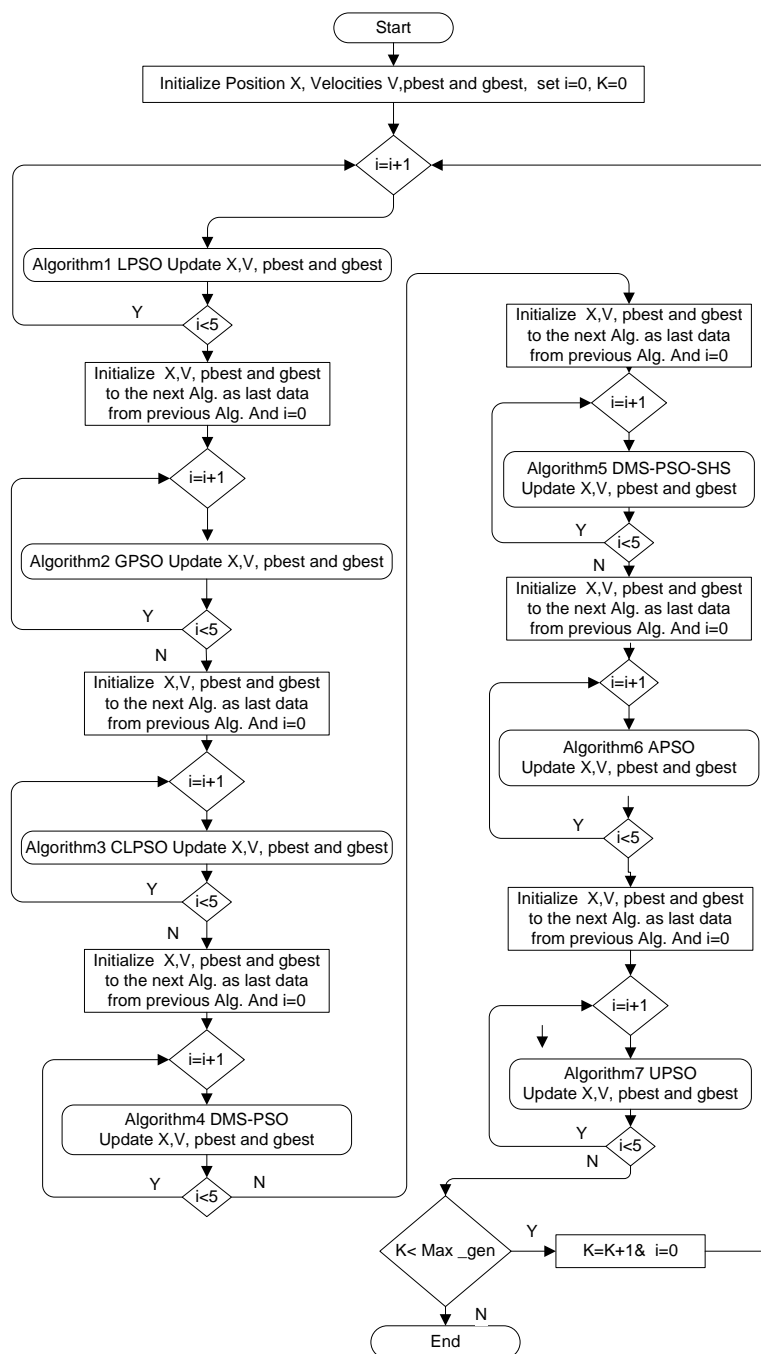 Start
Initialize Position X, Velocities V,pbest and gbest,  set i=0, K=0
i=i+1
Algorithm1 LPSO Update X,V, pbest and gbest
Y
i<5
Initialize  X,V, pbest and gbest
to the next Alg. as last data
from previous Alg. And i=0
i=i+1
Algorithm2 GPSO Update X,V, pbest and gbest
Y
i<5
N
Initialize  X,V, pbest and gbest
to the next Alg. as last data
from previous Alg. And i=0
i=i+1
Algorithm3 CLPSO Update X,V, pbest and gbest
Y
i<5
N
Initialize  X,V, pbest and gbest
to the next Alg. as last data
from previous Alg. And i=0
i=i+1
Algorithm4 DMS-PSO
Update X,V, pbest and gbest
Y
i<5
N
Initialize  X,V, pbest and gbest
to the next Alg. as last data
from previous Alg. And i=0
i=i+1
Algorithm5 DMS-PSO-SHS
Update X,V, pbest and gbest
Y
i<5
N
Initialize  X,V, pbest and gbest
to the next Alg. as last data
from previous Alg. And i=0
i=i+1
Algorithm6 APSO
Update X,V, pbest and gbest
Y
i<5
Initialize  X,V, pbest and gbest
to the next Alg. as last data
from previous Alg. And i=0
i=i+1
Algorithm7 UPSO
Update X,V, pbest and gbest
Y
i<5
N
K< Max _gen
Y
K=K+1&  i=0
N
End